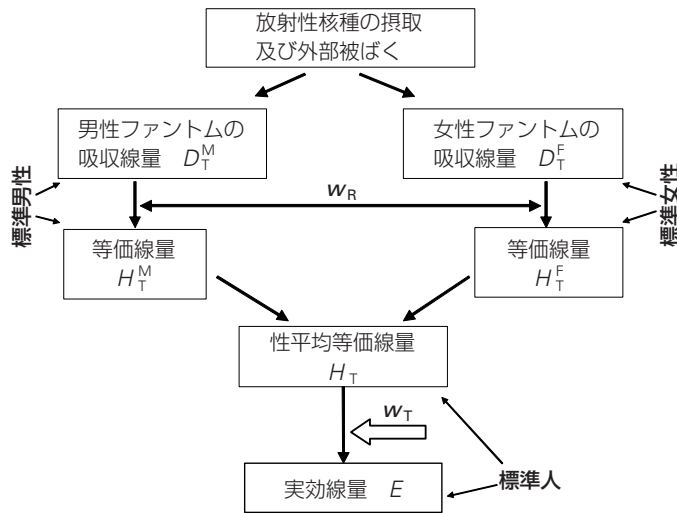 放射性核種の摂取
及び外部被ばく
男性ファントムの
吸収線量 D_T^M
女性ファントムの
吸収線量 D_T^F
標準男性
w_R
標準女性
等価線量
H_T^M
等価線量
H_T^F
性平均等価線量
H_T
w_T
実効線量 E
標準人